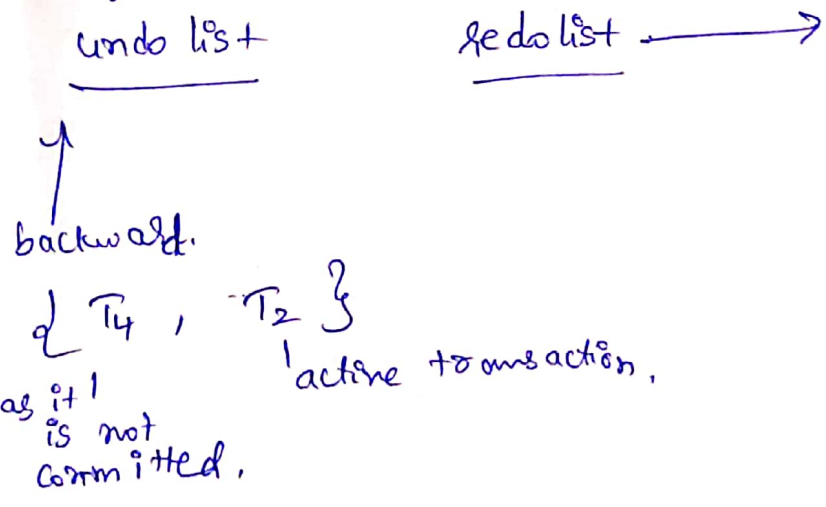 undo list redo list
backward.
{ T4 , T2 }
active transaction,
as it
is not
committed.